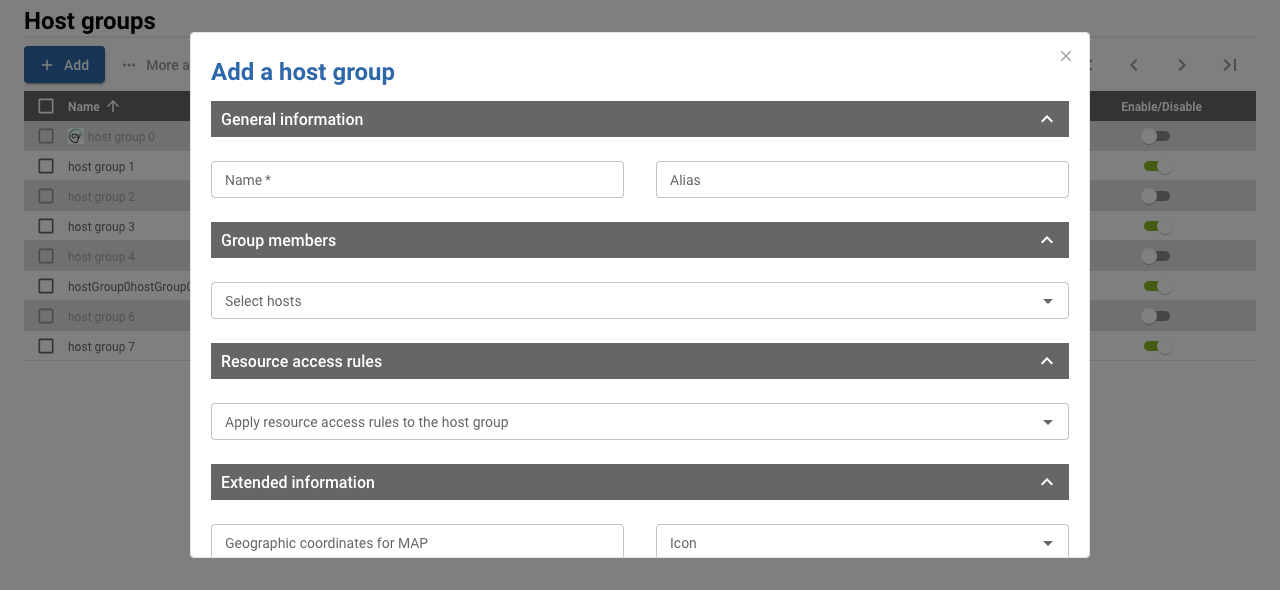 Host groups
Add
More a
Name
Enable/Disable
host group 0
host group 1
host group 2
host group 3
host group 4
hostGroup0hostGroup0
host group 6
host group 7
Add a host group
General information
Name *
Alias
Group members
Select hosts
Resource access rules
Apply resource access rules to the host group
Extended information
Geographic coordinates for MAP
Icon